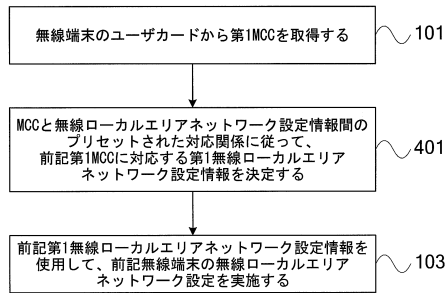 無線端末のユーザカードから第1MCCを取得する
101
MCCと無線ローカルエリアネットワーク設定情報間の
プリセットされた対応関係に従って、
前記第1MCCに対応する第1無線ローカルエリア
ネットワーク設定情報を決定する
401
前記第1無線ローカルエリアネットワーク設定情報を
使用して、前記無線端末の無線ローカルエリア
ネットワーク設定を実施する
103